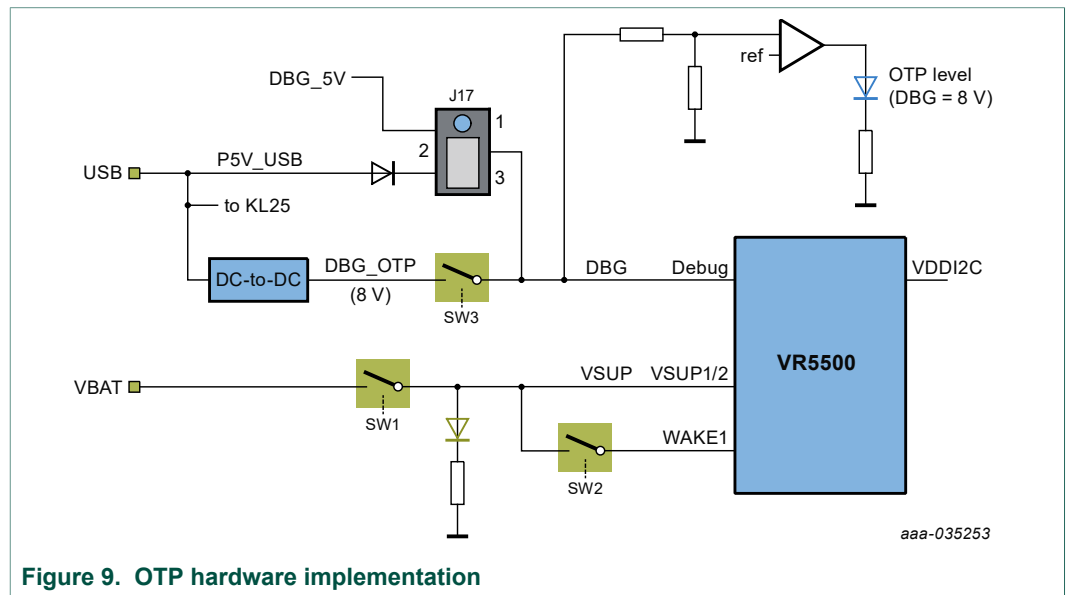 ref
OTP level
(DBG = 8 V)
DBG_5V
J17
1
2
3
USB
P5V_USB
to KL25
DC-to-DC
DBG_OTP
(8 V)
SW3
DBG
Debug
VDDI2C
VR5500
VBAT
SW1
VSUP
VSUP1/2
SW2
WAKE1
aaa-035253
Figure 9. OTP hardware implementation